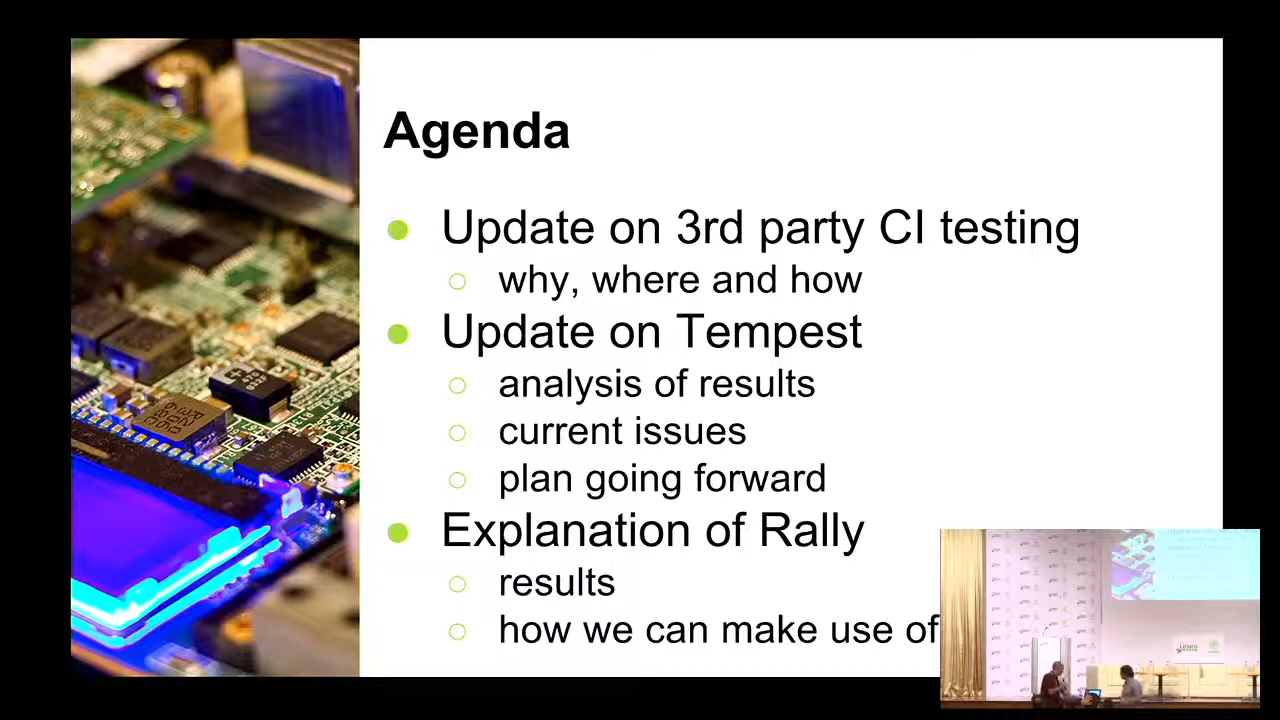 Agenda
● Update on 3rd party CI testing
○ why, where and how
● Update on Tempest
○ analysis of results
○ current issues
○ plan going forward
● Explanation of Rally
○ results
○ how we can make use of
Linaro